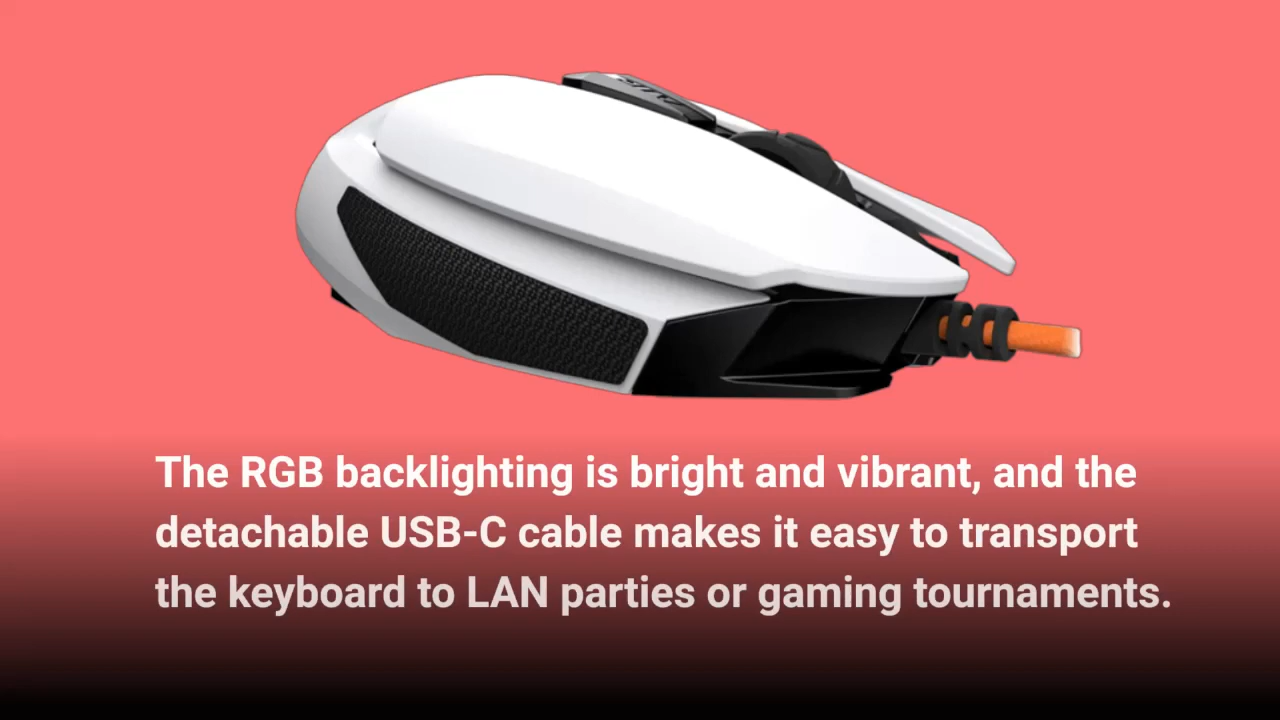 The RGB backlighting is bright and vibrant, and the
detachable USB-C cable makes it easy to transport
the keyboard to LAN parties or gaming tournaments.